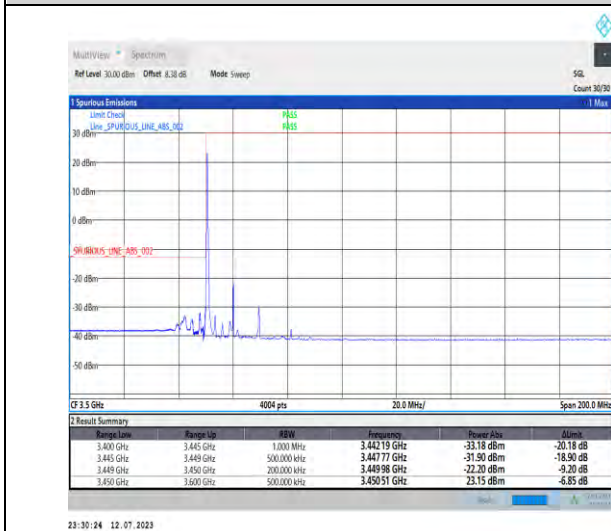 MultiView Spectrum
Ref Level 30.00 dBm Offset 8.38 dB Mode Sweep SGL
Count 30/30
1 Spurious Emissions 1 Max
Limit Check PASS
Line _SPURIOUS_LINE_ABS_002 PASS
30 dBm
20 dBm
10 dBm
0 dBm
_SPURIOUS_LINE_ABS_002
-20 dBm
-30 dBm
-40 dBm
-50 dBm
CF 3.5 GHz 4004 pts 20.0 MHz/ Span 200.0 MHz
2 Result Summary
Range Low Range Up RBW Frequency Power Abs ΔLimit
3.400 GHz 3.445 GHz 1.000 MHz 3.44219 GHz -33.18 dBm -20.18 dB
3.445 GHz 3.449 GHz 500.000 kHz 3.44777 GHz -31.90 dBm -18.90 dB
3.449 GHz 3.450 GHz 200.000 kHz 3.44998 GHz -22.20 dBm -9.20 dB
3.450 GHz 3.600 GHz 500.000 kHz 3.45051 GHz 23.15 dBm -6.85 dB
23:30:24 12.07.2023